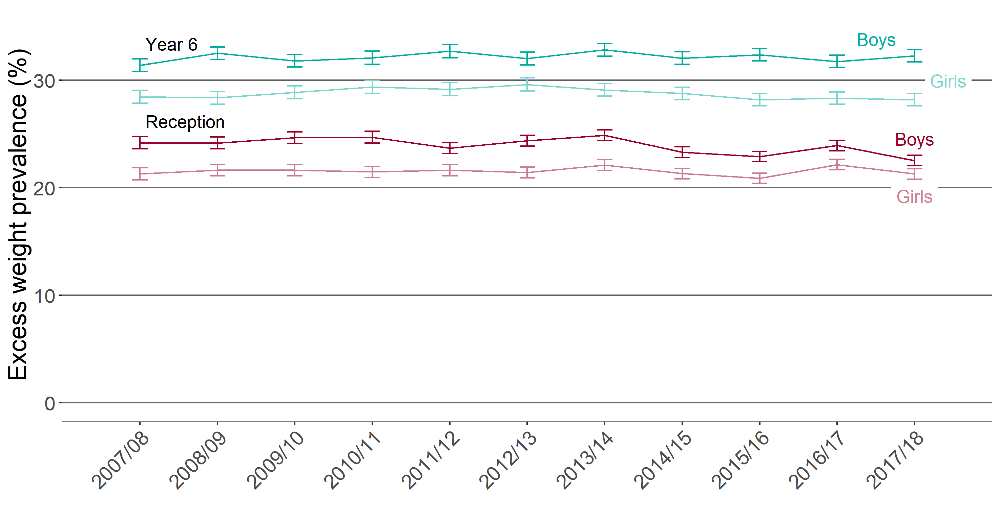 Excess weight prevalence (%)
Year 6
Boys
30
Girls
Reception
Boys
20
Girls
10
0
2007/08
2008/09
2009/10
2010/11
2011/12
2012/13
2013/14
2014/15
2015/16
2016/17
2017/18